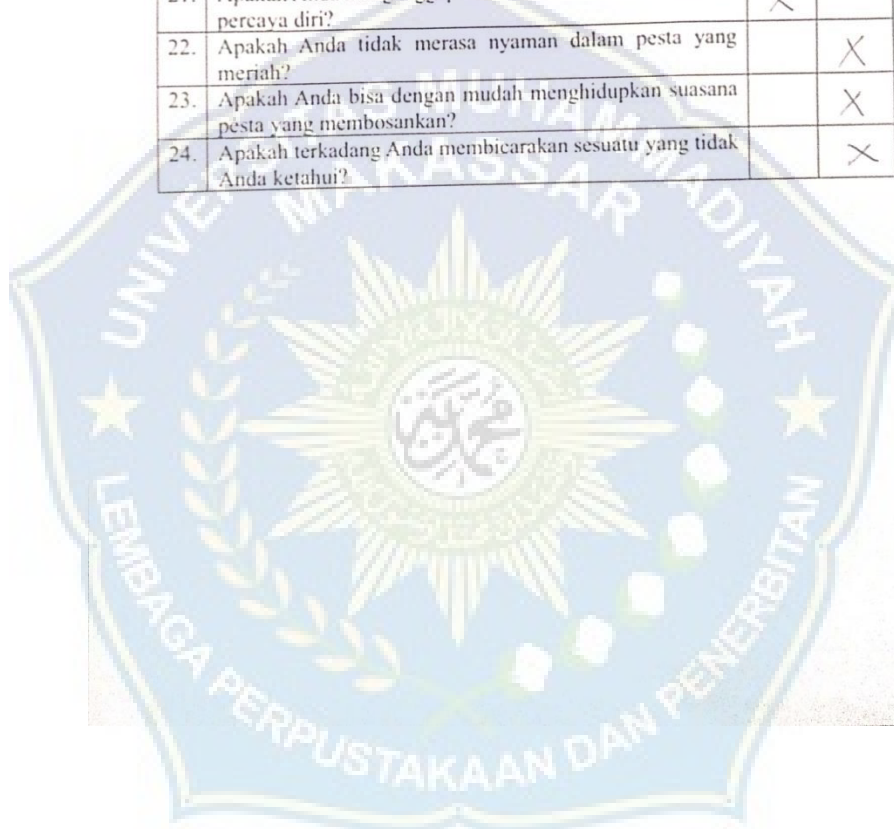 percaya diri?
X
22. Apakah Anda tidak merasa nyaman dalam pesta yang
meriah?
X
23. Apakah Anda bisa dengan mudah menghidupkan suasana
pesta yang membosankan?
X
24. Apakah terkadang Anda membicarakan sesuatu yang tidak
Anda ketahui?
X
UNIVERSITAS MUHAMMADIYAH
MAKASSAR
محمد
LEMBAGA PERPUSTAKAAN DAN PENERBITAN